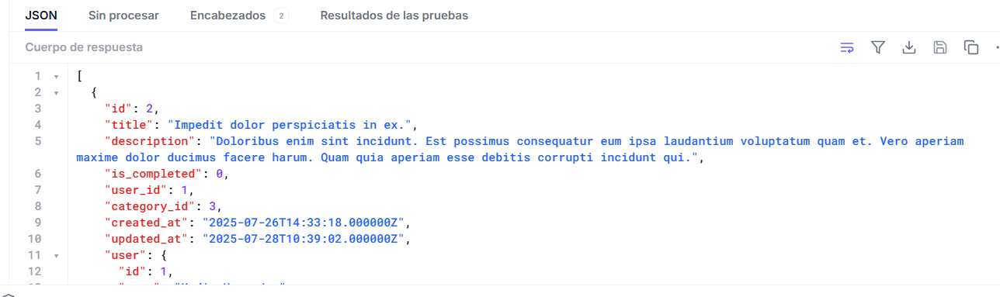 JSON Sin procesar Encabezados 2 Resultados de las pruebas
Cuerpo de respuesta
1 [
2 {
3 "id": 2,
4 "title": "Impedit dolor perspiciatis in ex.",
5 "description": "Doloribus enim sint incidunt. Est possimus consequatur eum ipsa laudantium voluptatum quam et. Vero aperiam
maxime dolor ducimus facere harum. Quam quia aperiam esse debitis corrupti incidunt qui.",
6 "is_completed": 0,
7 "user_id": 1,
8 "category_id": 3,
9 "created_at": "2025-07-26T14:33:18.000000Z",
10 "updated_at": "2025-07-28T10:39:02.000000Z",
11 "user": {
12 "id": 1,